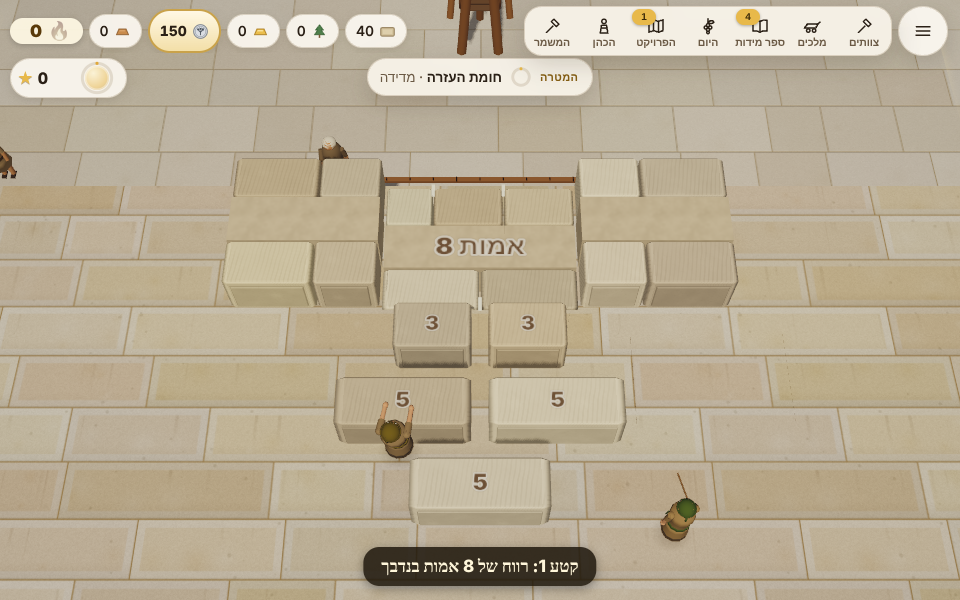 0
0
150
0
0
40
המשמר
הכהן
1
הפרויקט
היום
4
ספר מידות
מלכים
צוותים
0
המטרה חומת העזרה · מדידה
8 אמות
3
3
5
5
5
קטע 1: רווח של 8 אמות בנדבך